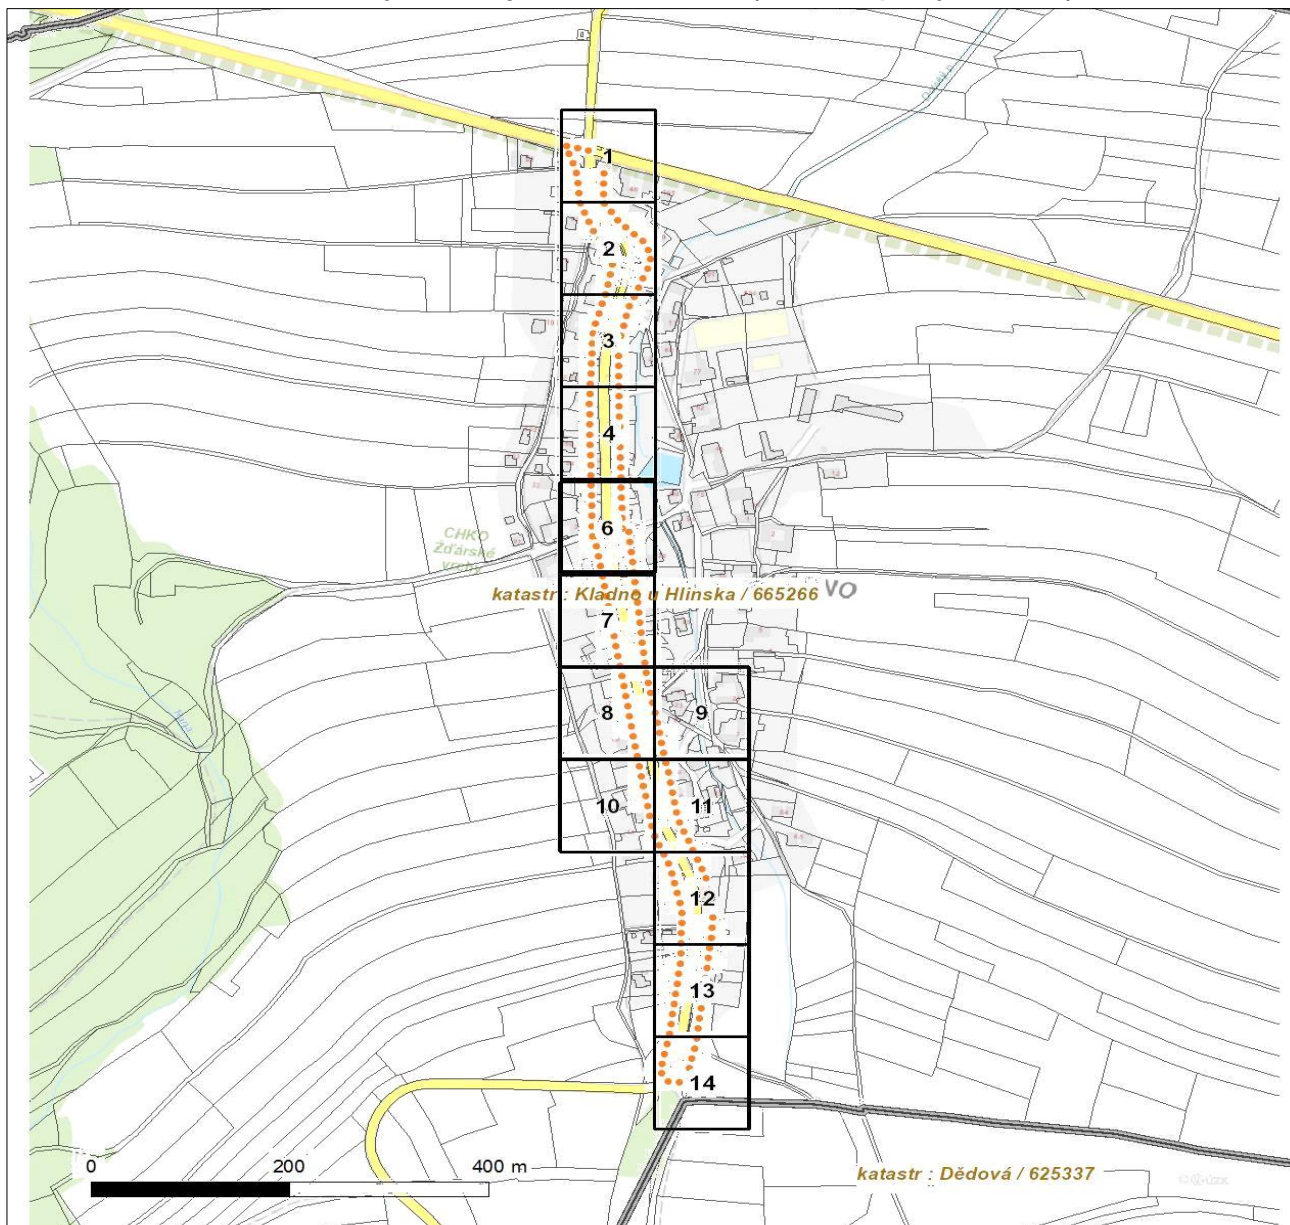 1
2
3
4
CHKO
Žďárské
vrchy
6
katastr : Kladno u Hlinska / 665266
VO
7
8
9
10
11
12
13
14
0 200 400 m
katastr : Dědová / 625337